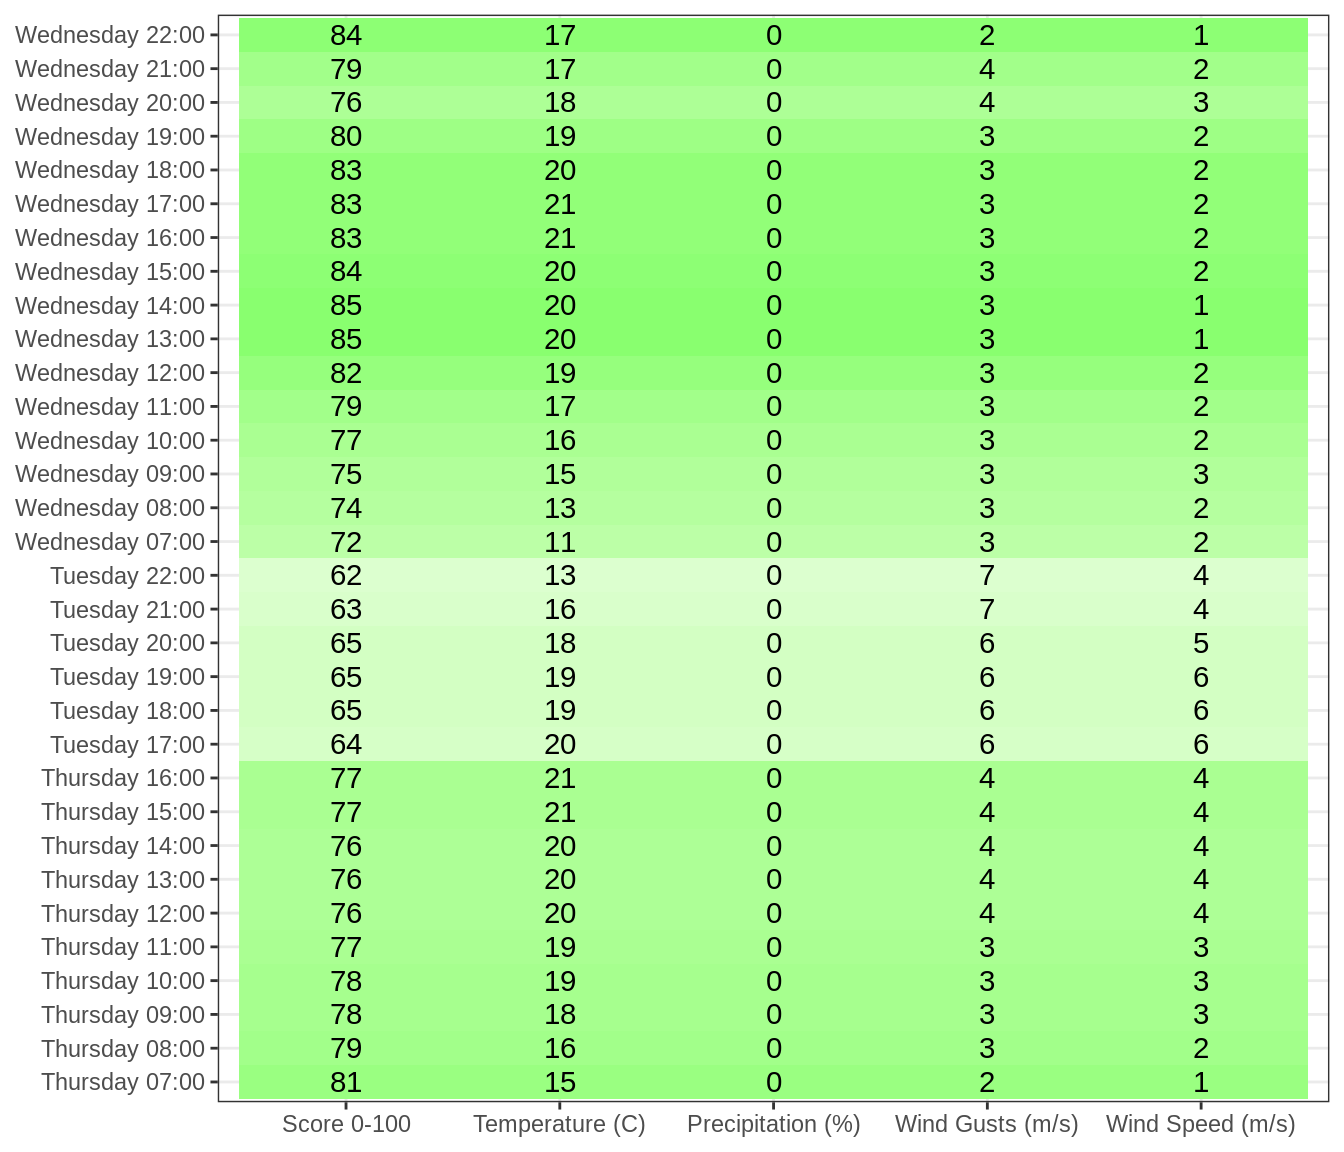 Wednesday 22:00 84 17 0 2 1
Wednesday 21:00 79 17 0 4 2
Wednesday 20:00 76 18 0 4 3
Wednesday 19:00 80 19 0 3 2
Wednesday 18:00 83 20 0 3 2
Wednesday 17:00 83 21 0 3 2
Wednesday 16:00 83 21 0 3 2
Wednesday 15:00 84 20 0 3 2
Wednesday 14:00 85 20 0 3 1
Wednesday 13:00 85 20 0 3 1
Wednesday 12:00 82 19 0 3 2
Wednesday 11:00 79 17 0 3 2
Wednesday 10:00 77 16 0 3 2
Wednesday 09:00 75 15 0 3 3
Wednesday 08:00 74 13 0 3 2
Wednesday 07:00 72 11 0 3 2
Tuesday 22:00 62 13 0 7 4
Tuesday 21:00 63 16 0 7 4
Tuesday 20:00 65 18 0 6 5
Tuesday 19:00 65 19 0 6 6
Tuesday 18:00 65 19 0 6 6
Tuesday 17:00 64 20 0 6 6
Thursday 16:00 77 21 0 4 4
Thursday 15:00 77 21 0 4 4
Thursday 14:00 76 20 0 4 4
Thursday 13:00 76 20 0 4 4
Thursday 12:00 76 20 0 4 4
Thursday 11:00 77 19 0 3 3
Thursday 10:00 78 19 0 3 3
Thursday 09:00 78 18 0 3 3
Thursday 08:00 79 16 0 3 2
Thursday 07:00 81 15 0 2 1
Score 0-100 Temperature (C) Precipitation (%) Wind Gusts (m/s) Wind Speed (m/s)